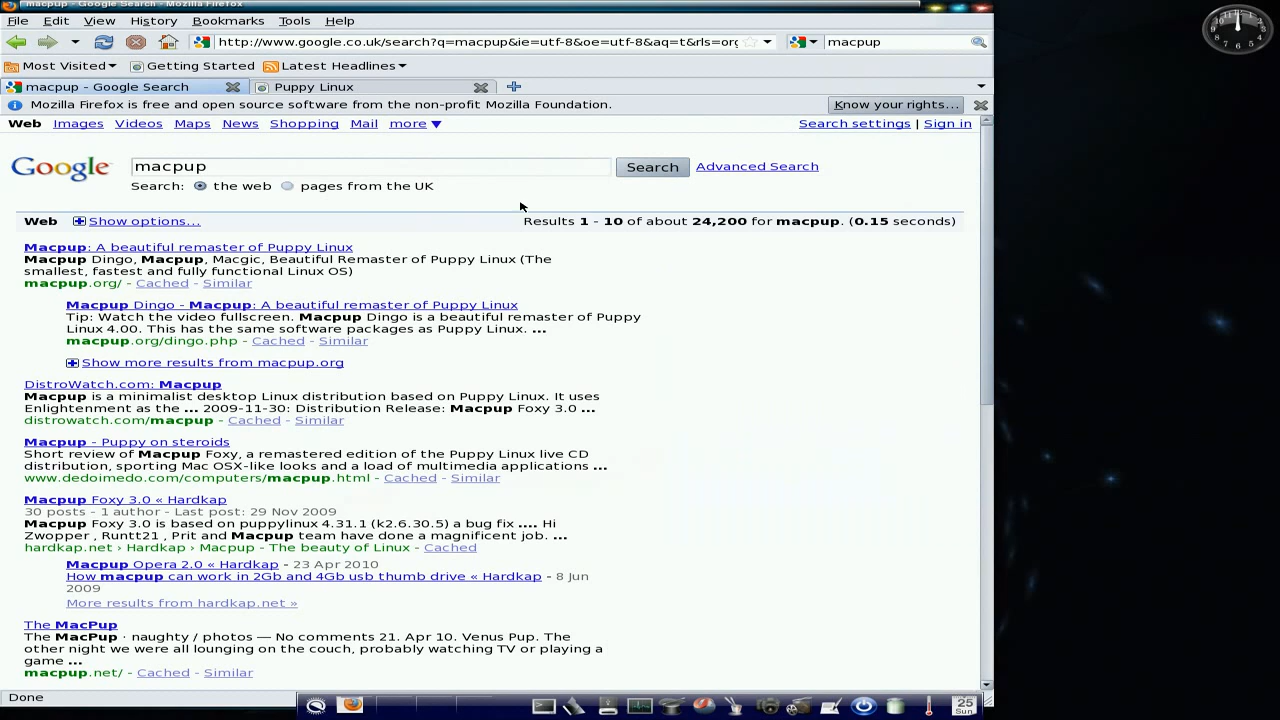 macpup - Google Search - Mozilla Firefox
File Edit View History Bookmarks Tools Help
http://www.google.co.uk/search?q=macpup&ie=utf-8&oe=utf-8&aq=t&rls=org macpup
Most Visited Getting Started Latest Headlines
macpup - Google Search Puppy Linux
Mozilla Firefox is free and open source software from the non-profit Mozilla Foundation. Know your rights...
Web Images Videos Maps News Shopping Mail more ▼ Search settings | Sign in
Google macpup Search Advanced Search
Search: the web pages from the UK
Web Show options... Results 1 - 10 of about 24,200 for macpup. (0.15 seconds)
Macpup: A beautiful remaster of Puppy Linux
Macpup Dingo, Macpup, Macgic, Beautiful Remaster of Puppy Linux (The
smallest, fastest and fully functional Linux OS)
macpup.org/ - Cached - Similar
Macpup Dingo - Macpup: A beautiful remaster of Puppy Linux
Tip: Watch the video fullscreen. Macpup Dingo is a beautiful remaster of Puppy
Linux 4.00. This has the same software packages as Puppy Linux. ...
macpup.org/dingo.php - Cached - Similar
Show more results from macpup.org
DistroWatch.com: Macpup
Macpup is a minimalist desktop Linux distribution based on Puppy Linux. It uses
Enlightenment as the ... 2009-11-30: Distribution Release: Macpup Foxy 3.0 ...
distrowatch.com/macpup - Cached - Similar
Macpup - Puppy on steroids
Short review of Macpup Foxy, a remastered edition of the Puppy Linux live CD
distribution, sporting Mac OSX-like looks and a load of multimedia applications ...
www.dedoimedo.com/computers/macpup.html - Cached - Similar
Macpup Foxy 3.0 « Hardkap
30 posts - 1 author - Last post: 29 Nov 2009
Macpup Foxy 3.0 is based on puppylinux 4.31.1 (k2.6.30.5) a bug fix .... Hi
Zwopper , Runtt21 , Prit and Macpup team have done a magnificent job. ...
hardkap.net › Hardkap › Macpup - The beauty of Linux - Cached
Macpup Opera 2.0 « Hardkap - 23 Apr 2010
How macpup can work in 2Gb and 4Gb usb thumb drive « Hardkap - 8 Jun
2009
More results from hardkap.net »
The MacPup
The MacPup · naughty / photos — No comments 21. Apr 10. Venus Pup. The
other night we were all lounging on the couch, probably watching TV or playing a
game ...
macpup.net/ - Cached - Similar
Done
25
Sun